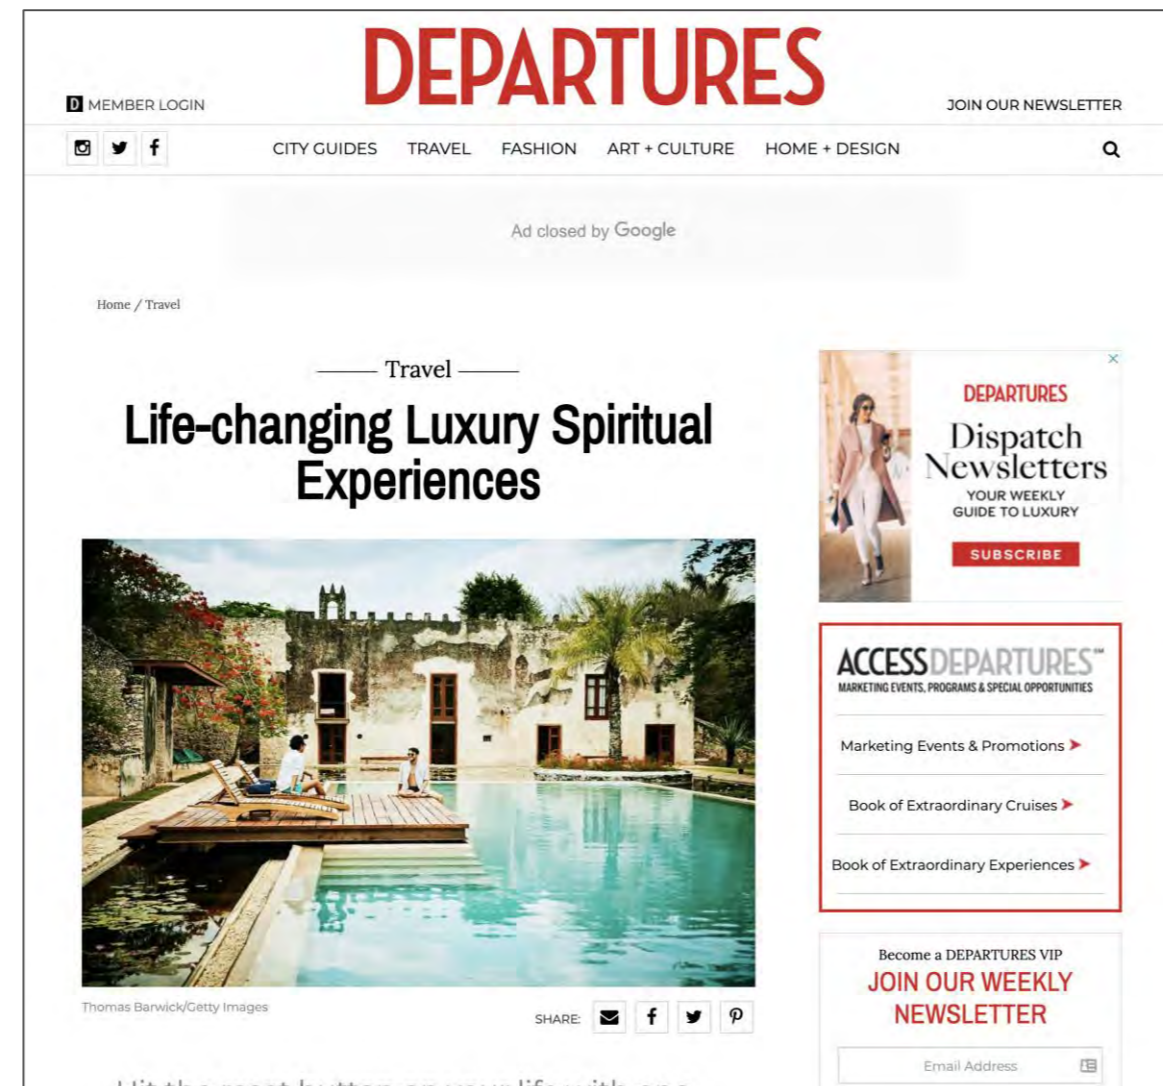 DEPARTURES
D MEMBER LOGIN
JOIN OUR NEWSLETTER
CITY GUIDES TRAVEL FASHION ART + CULTURE HOME + DESIGN
Ad closed by Google
Home / Travel
Travel
Life-changing Luxury Spiritual
Experiences
Thomas Barwick/Getty Images
SHARE:
DEPARTURES
Dispatch
Newsletters
YOUR WEEKLY
GUIDE TO LUXURY
SUBSCRIBE
ACCESSDEPARTURES℠
MARKETING EVENTS, PROGRAMS & SPECIAL OPPORTUNITIES
Marketing Events & Promotions
Book of Extraordinary Cruises
Book of Extraordinary Experiences
Become a DEPARTURES VIP
JOIN OUR WEEKLY
NEWSLETTER
Email Address